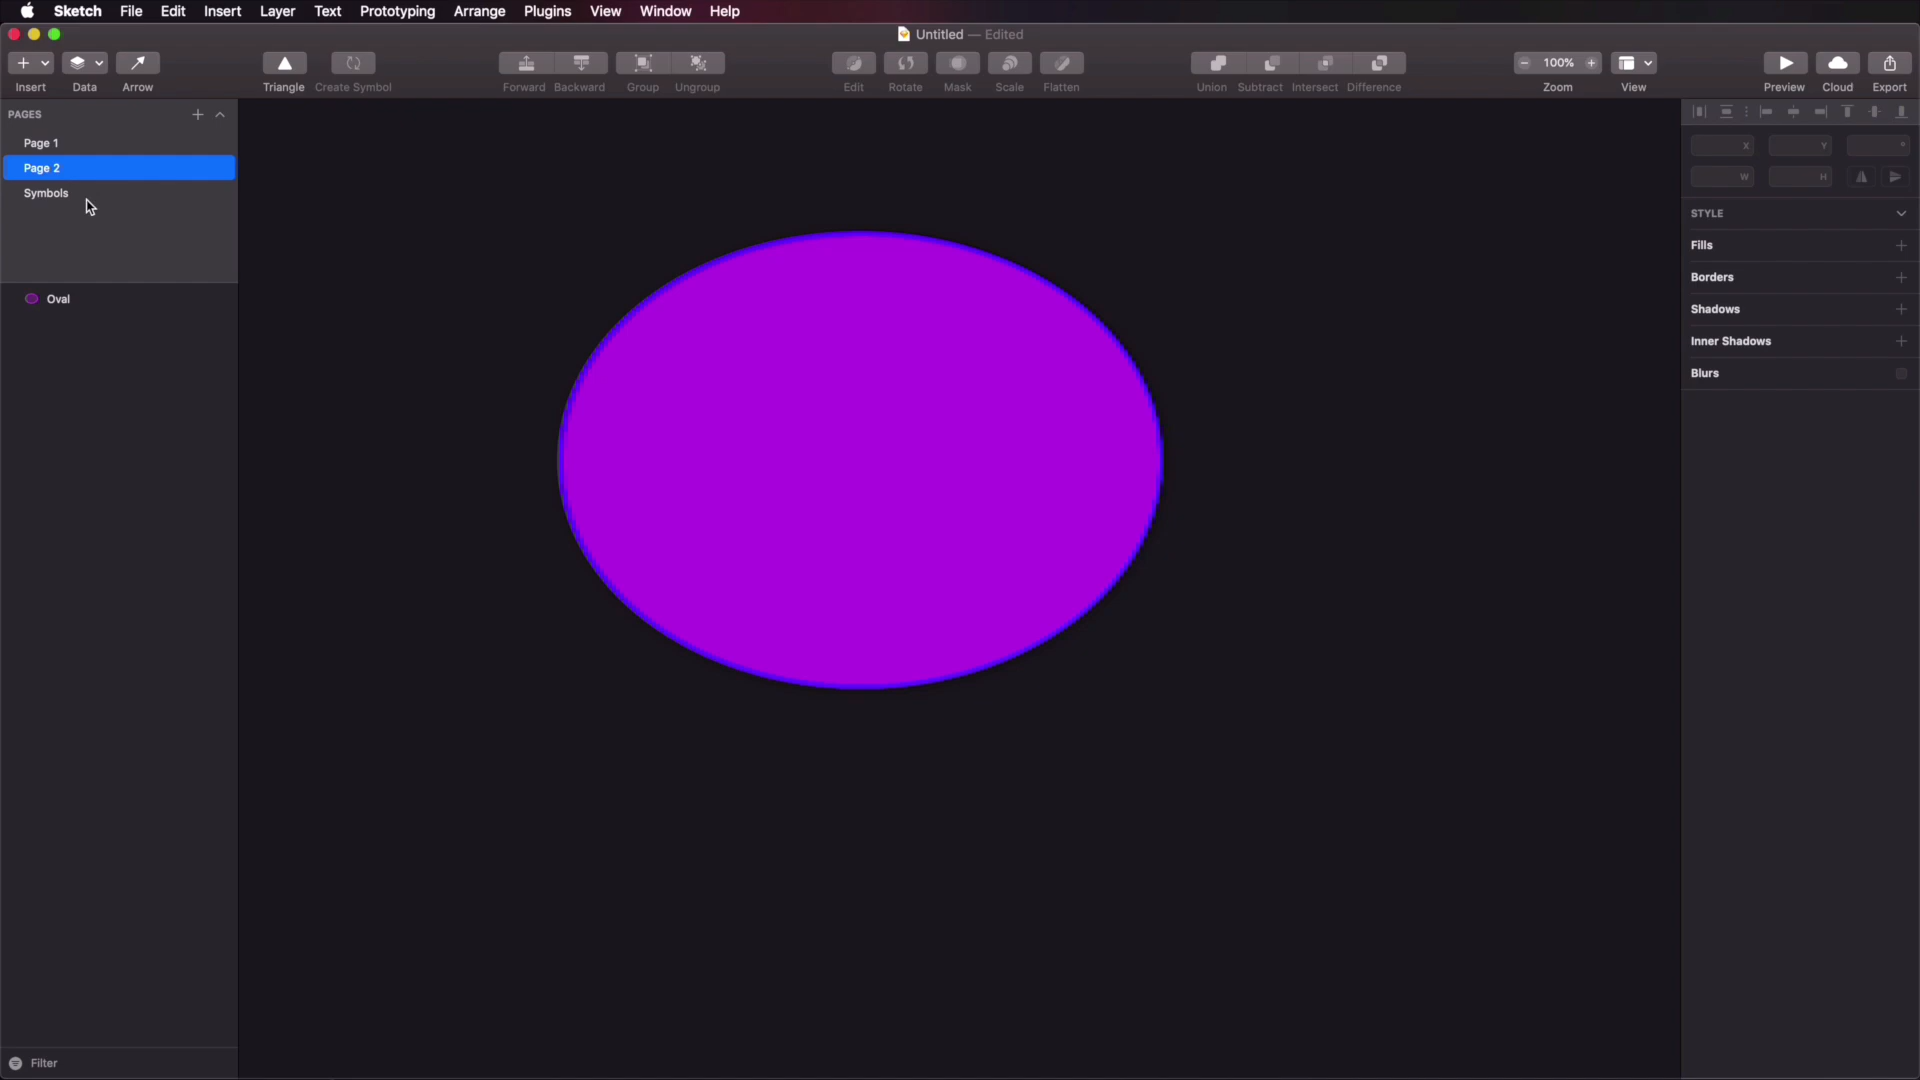 Sketch File Edit Insert Layer Text Prototyping Arrange Plugins View Window Help
Untitled — Edited
100%
Insert Data Arrow Triangle Create Symbol Forward Backward Group Ungroup Edit Rotate Mask Scale Flatten Union Subtract Intersect Difference Zoom View Preview Cloud Export
PAGES
Page 1
Page 2
Symbols
Oval
Filter
X Y °
W H
STYLE
Fills
Borders
Shadows
Inner Shadows
Blurs